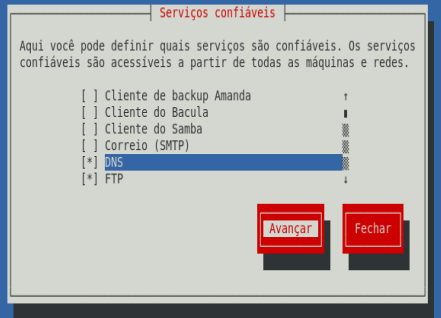 Serviços confiáveis
Aqui você pode definir quais serviços são confiáveis. Os serviços
confiáveis são acessíveis a partir de todas as máquinas e redes.
[ ] Cliente de backup Amanda ↑
[ ] Cliente do Bacula
[ ] Cliente do Samba
[ ] Correio (SMTP)
[*] DNS
[*] FTP ↓
Avançar Fechar